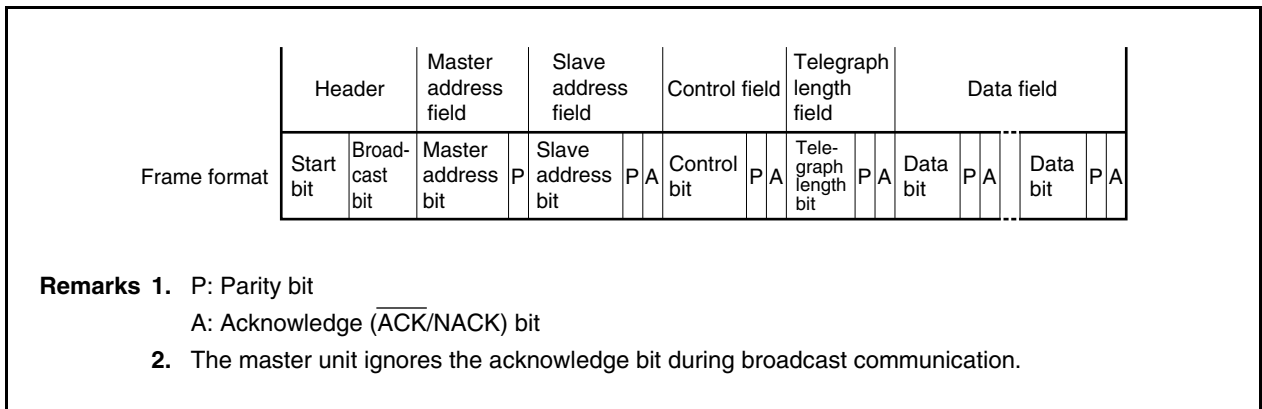 Header
Master address field
Slave address field
Control field
Telegraph length field
Data field
Frame format
Start bit
Broad-
cast
bit
Master address bit
P
Slave address bit
P
A
Control bit
P
A
Tele-
graph
length
bit
P
A
Data bit
P
A
Data bit
P
A
Remarks 1. P: Parity bit
A: Acknowledge (ACK/NACK) bit
2. The master unit ignores the acknowledge bit during broadcast communication.